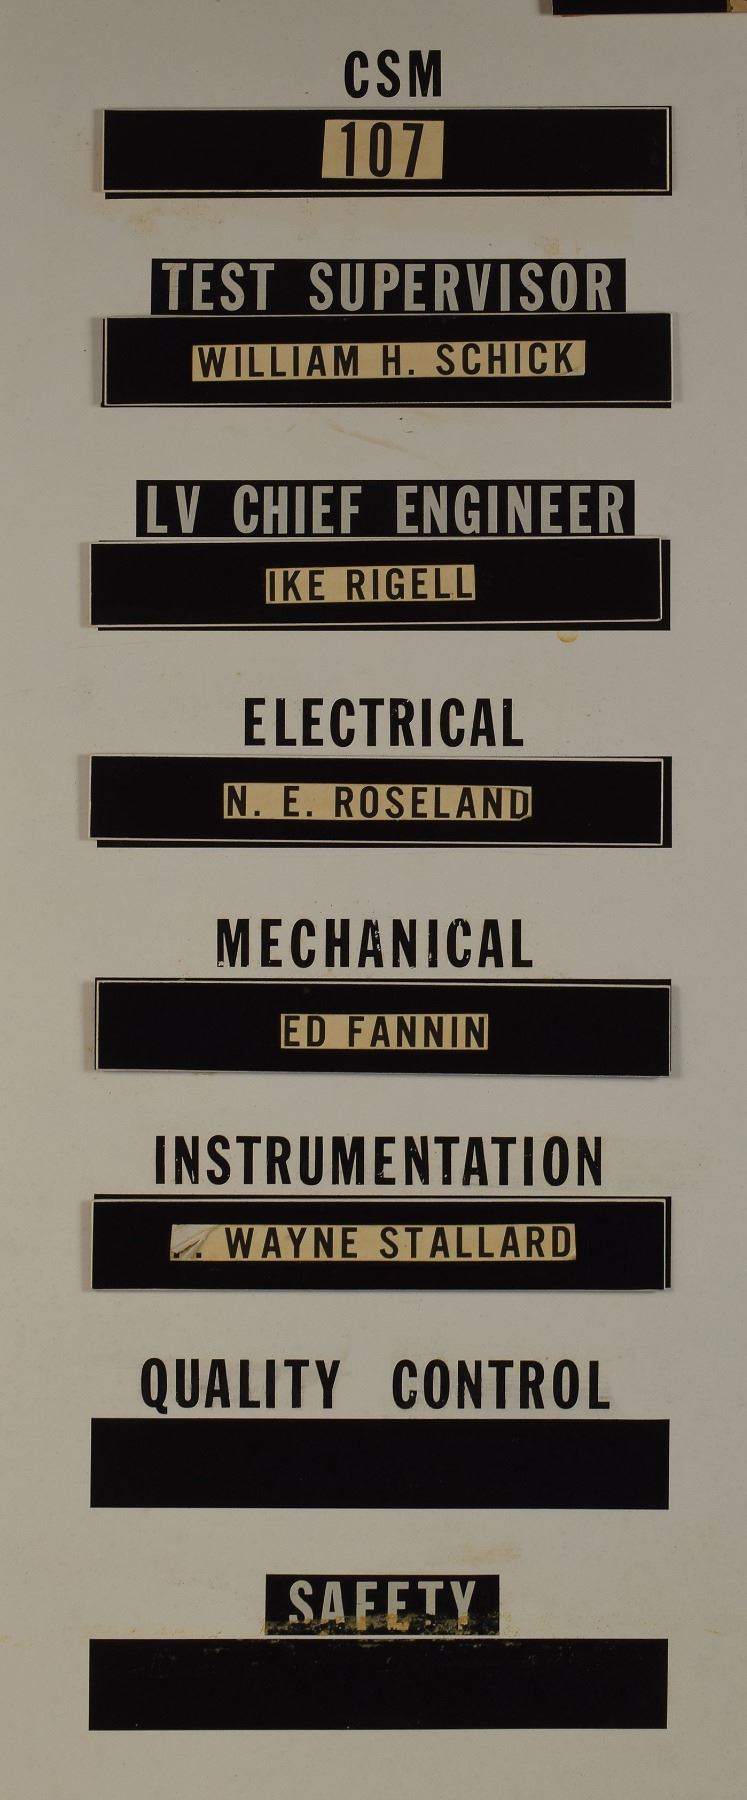 CSM
107
TEST SUPERVISOR
WILLIAM H. SCHICK
LV CHIEF ENGINEER
IKE RIGELL
ELECTRICAL
N. E. ROSELAND
MECHANICAL
ED FANNIN
INSTRUMENTATION
WAYNE STALLARD
QUALITY CONTROL
SAFETY